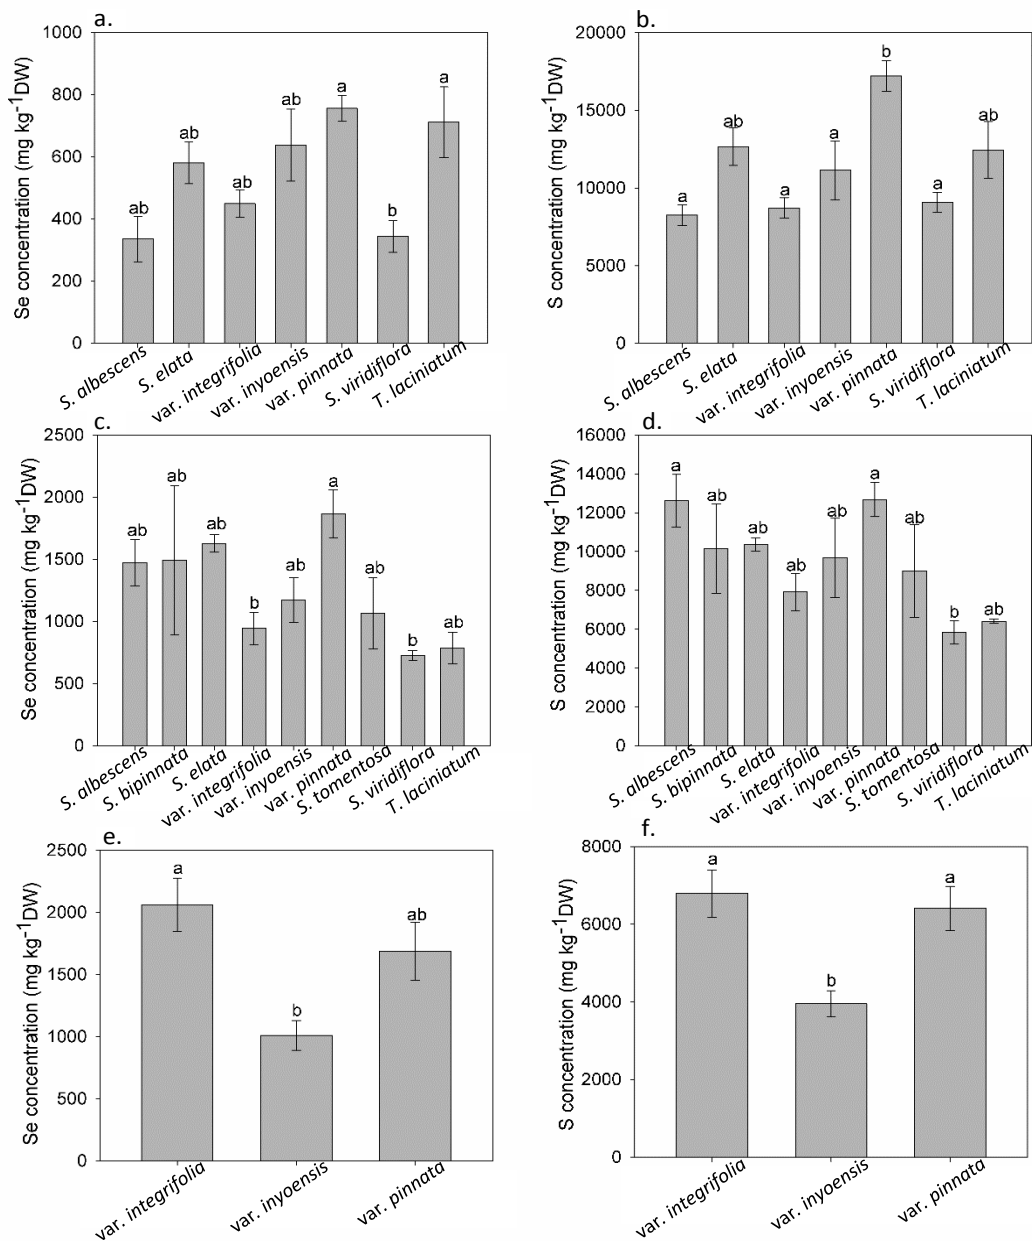 a.
Se concentration (mg kg⁻¹DW)
1000
800
600
400
200
0
ab
ab
ab
ab
a
b
a
S. albescens
S. elata
var. integrifolia
var. inyoensis
var. pinnata
S. viridiflora
T. laciniatum
b.
S concentration (mg kg⁻¹DW)
20000
15000
10000
5000
0
a
ab
a
a
b
a
ab
S. albescens
S. elata
var. integrifolia
var. inyoensis
var. pinnata
S. viridiflora
T. laciniatum
c.
Se concentration (mg kg⁻¹DW)
2500
2000
1500
1000
500
0
ab
ab
ab
b
ab
a
ab
b
ab
S. albescens
S. bipinnata
S. elata
var. integrifolia
var. inyoensis
var. pinnata
S. tomentosa
S. viridiflora
T. laciniatum
d.
S concentration (mg kg⁻¹DW)
16000
14000
12000
10000
8000
6000
4000
2000
0
a
ab
ab
ab
ab
a
ab
b
ab
S. albescens
S. bipinnata
S. elata
var. integrifolia
var. inyoensis
var. pinnata
S. tomentosa
S. viridiflora
T. laciniatum
e.
Se concentration (mg kg⁻¹DW)
2500
2000
1500
1000
500
0
a
b
ab
var. integrifolia
var. inyoensis
var. pinnata
f.
S concentration (mg kg⁻¹DW)
8000
6000
4000
2000
0
a
b
a
var. integrifolia
var. inyoensis
var. pinnata